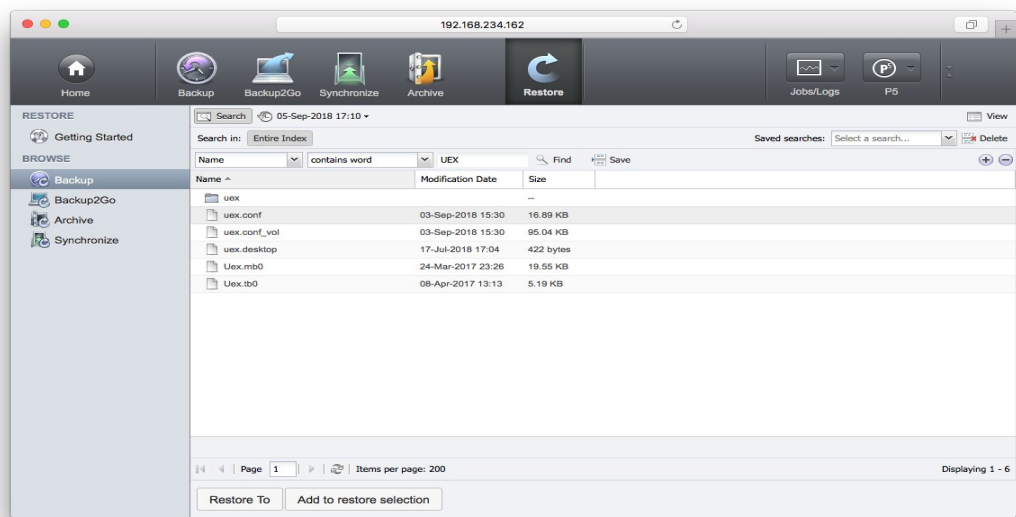 192.168.234.162
Home
Backup
Backup2Go
Synchronize
Archive
Restore
Jobs/Logs
P5
P5
RESTORE
Getting Started
BROWSE
Backup
Backup2Go
Archive
Synchronize
Search 05-Sep-2018 17:10 View
Search in: Entire Index Saved searches: Select a search... Delete
Name contains word UEX Find Save
Name Modification Date Size
uex --
uex.conf 03-Sep-2018 15:30 16.89 KB
uex.conf_vol 03-Sep-2018 15:30 95.04 KB
uex.desktop 17-Jul-2018 17:04 422 bytes
Uex.mb0 24-Mar-2017 23:26 19.55 KB
Uex.tb0 08-Apr-2017 13:13 5.19 KB
Page 1 Items per page: 200 Displaying 1 - 6
Restore To Add to restore selection